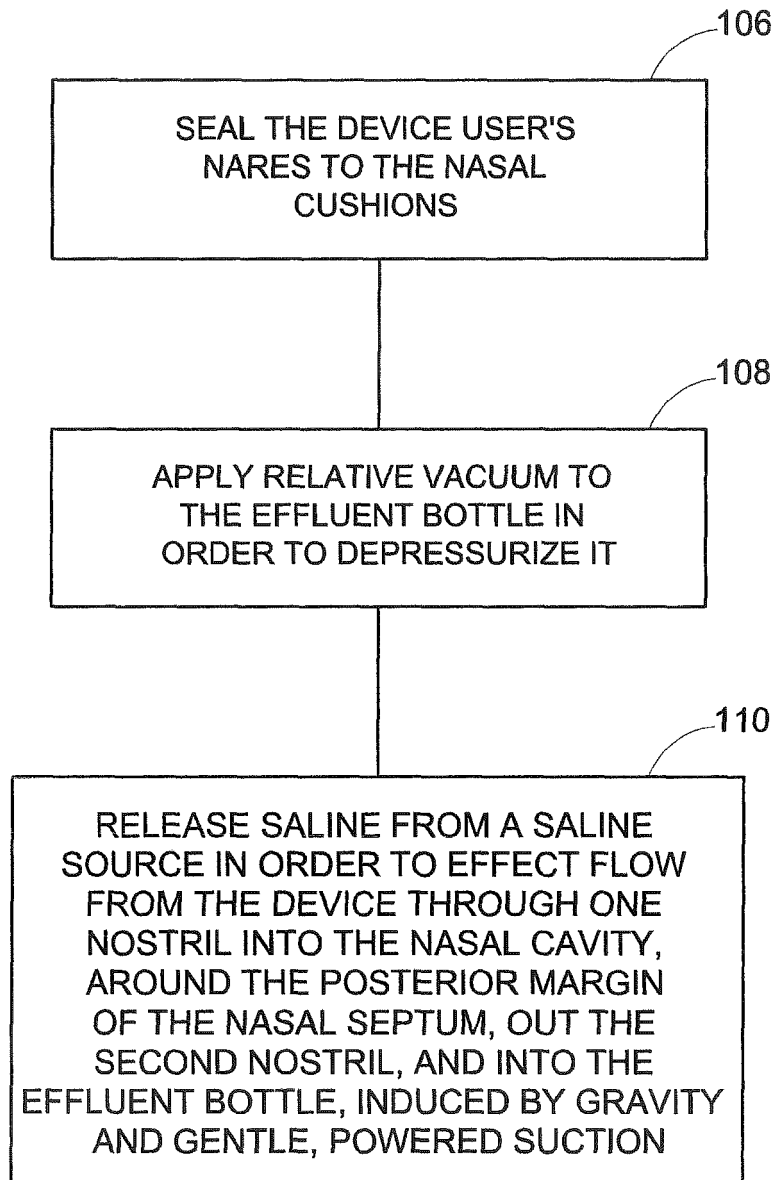 106
SEAL THE DEVICE USER'S
NARES TO THE NASAL
CUSHIONS
108
APPLY RELATIVE VACUUM TO
THE EFFLUENT BOTTLE IN
ORDER TO DEPRESSURIZE IT
110
RELEASE SALINE FROM A SALINE
SOURCE IN ORDER TO EFFECT FLOW
FROM THE DEVICE THROUGH ONE
NOSTRIL INTO THE NASAL CAVITY,
AROUND THE POSTERIOR MARGIN
OF THE NASAL SEPTUM, OUT THE
SECOND NOSTRIL, AND INTO THE
EFFLUENT BOTTLE, INDUCED BY GRAVITY
AND GENTLE, POWERED SUCTION